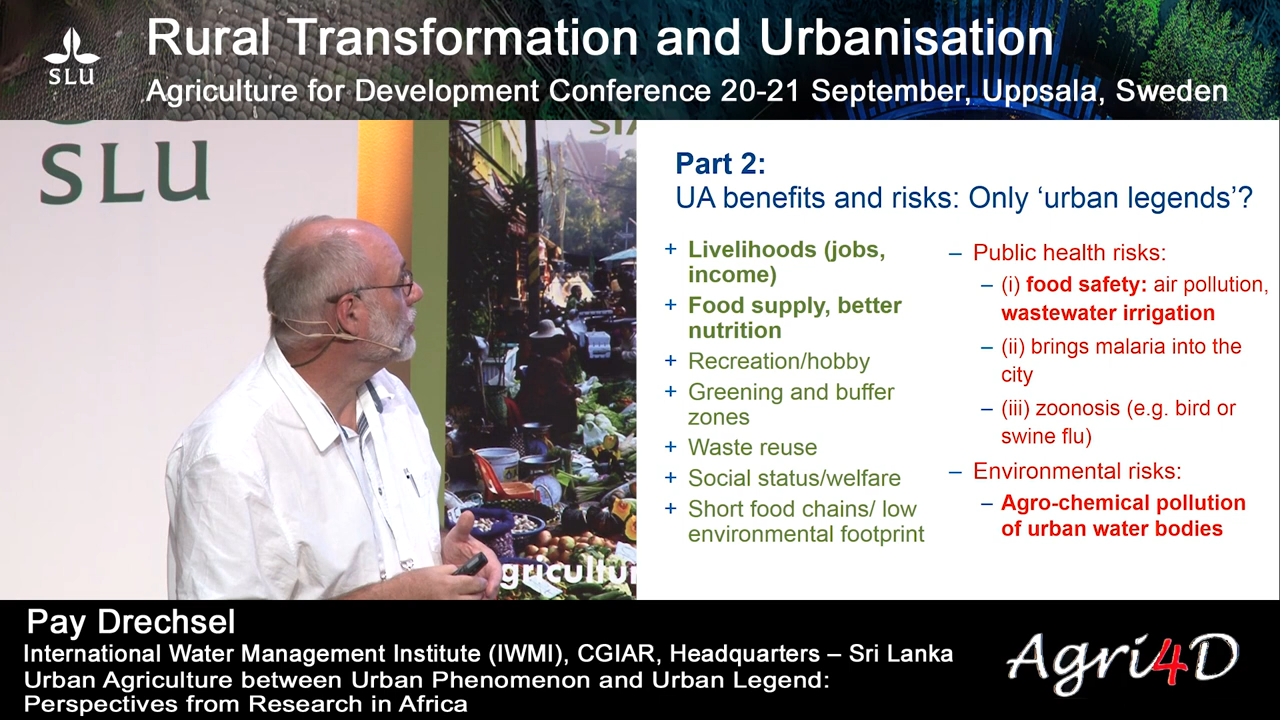 Rural Transformation and Urbanisation
SLU
Agriculture for Development Conference 20-21 September, Uppsala, Sweden
SLU
Part 2:
UA benefits and risks: Only ‘urban legends’?
+ Livelihoods (jobs,
income)
+ Food supply, better
nutrition
+ Recreation/hobby
+ Greening and buffer
zones
+ Waste reuse
+ Social status/welfare
+ Short food chains/ low
environmental footprint
– Public health risks:
– (i) food safety: air pollution,
wastewater irrigation
– (ii) brings malaria into the
city
– (iii) zoonosis (e.g. bird or
swine flu)
– Environmental risks:
– Agro-chemical pollution
of urban water bodies
Pay Drechsel
International Water Management Institute (IWMI), CGIAR, Headquarters – Sri Lanka
Urban Agriculture between Urban Phenomenon and Urban Legend:
Perspectives from Research in Africa
Agri4D